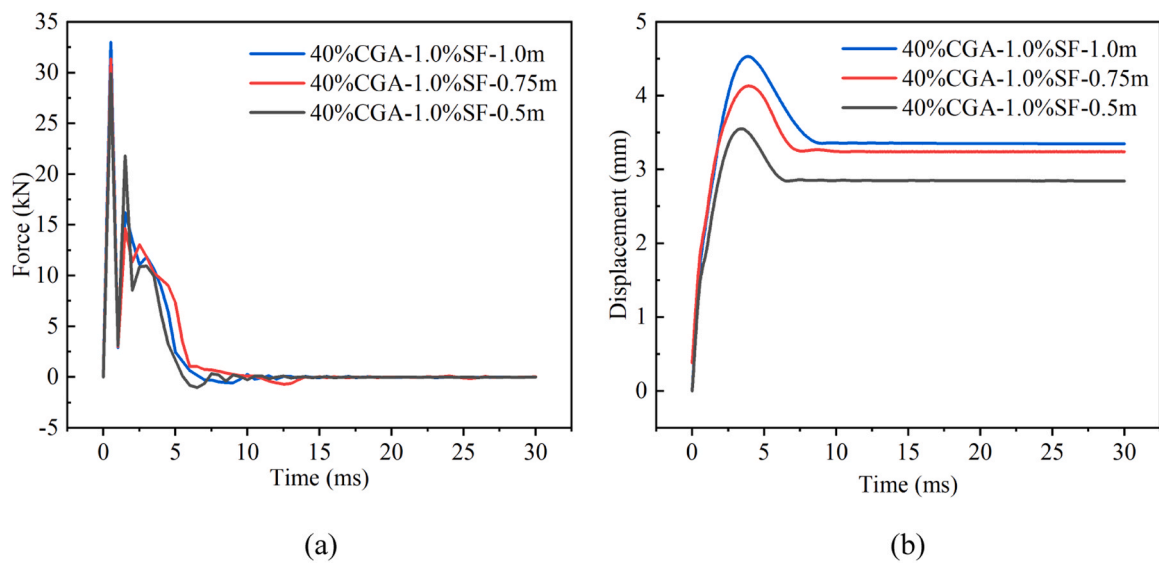 35
30
25
20
15
10
5
0
-5
Force (kN)
40%CGA-1.0%SF-1.0m
40%CGA-1.0%SF-0.75m
40%CGA-1.0%SF-0.5m
0 5 10 15 20 25 30
Time (ms)
(a)
5
4
3
2
1
0
Displacement (mm)
40%CGA-1.0%SF-1.0m
40%CGA-1.0%SF-0.75m
40%CGA-1.0%SF-0.5m
0 5 10 15 20 25 30
Time (ms)
(b)